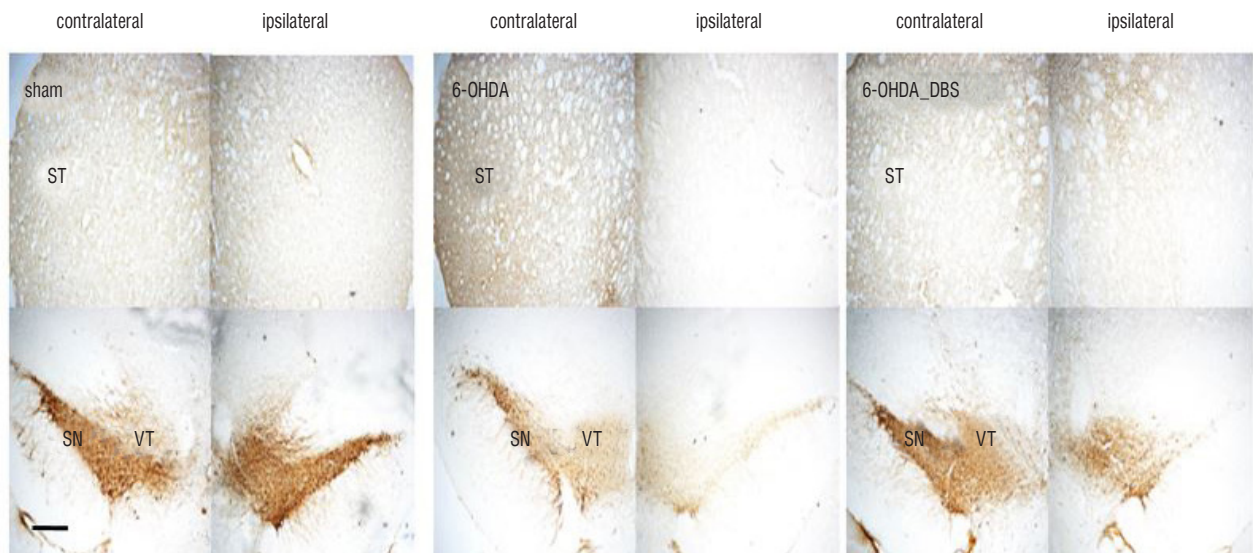 contralateral ipsilateral contralateral ipsilateral contralateral ipsilateral
sham 6-OHDA 6-OHDA_DBS
ST ST ST
SN VT SN VT SN VT